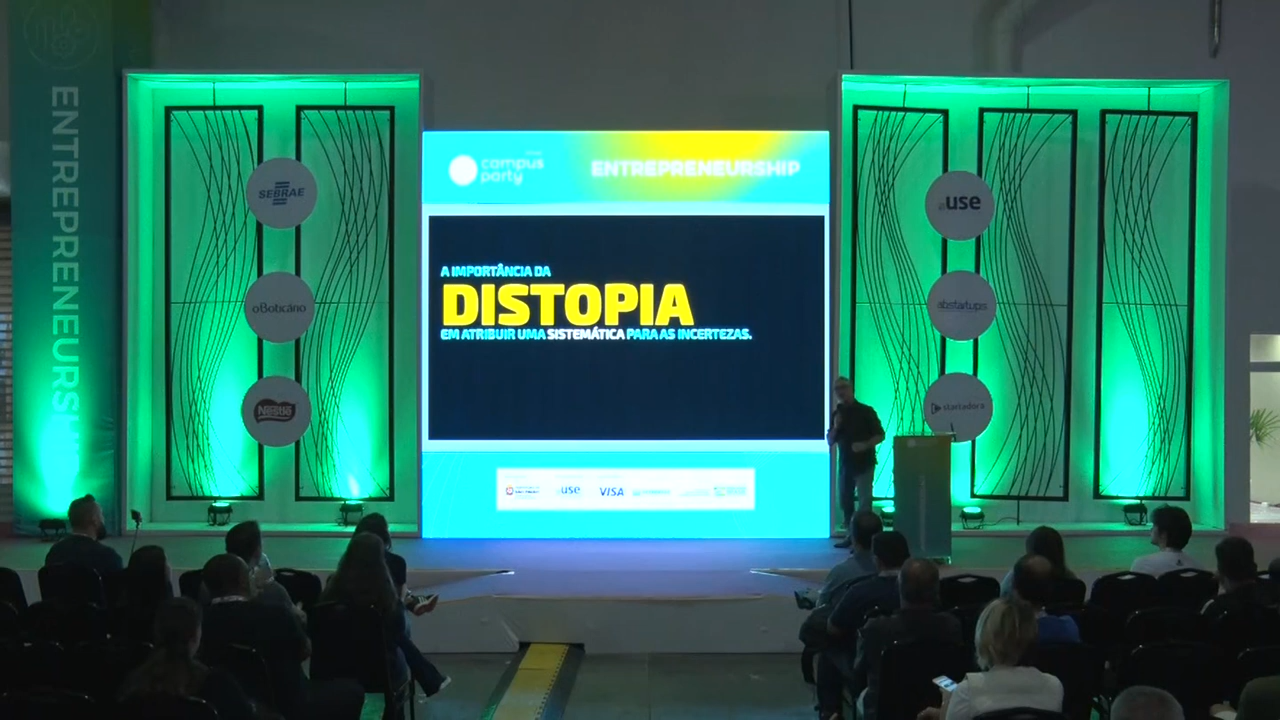 ENTREPRENEURSHIP
SEBRAE
oBoticário
Nestlé
campus
party
ENTREPRENEURSHIP
A IMPORTÂNCIA DA
DISTOPIA
EM ATRIBUIR UMA SISTEMÁTICA PARA AS INCERTEZAS.
use
VISA
use
abstartups
startadora